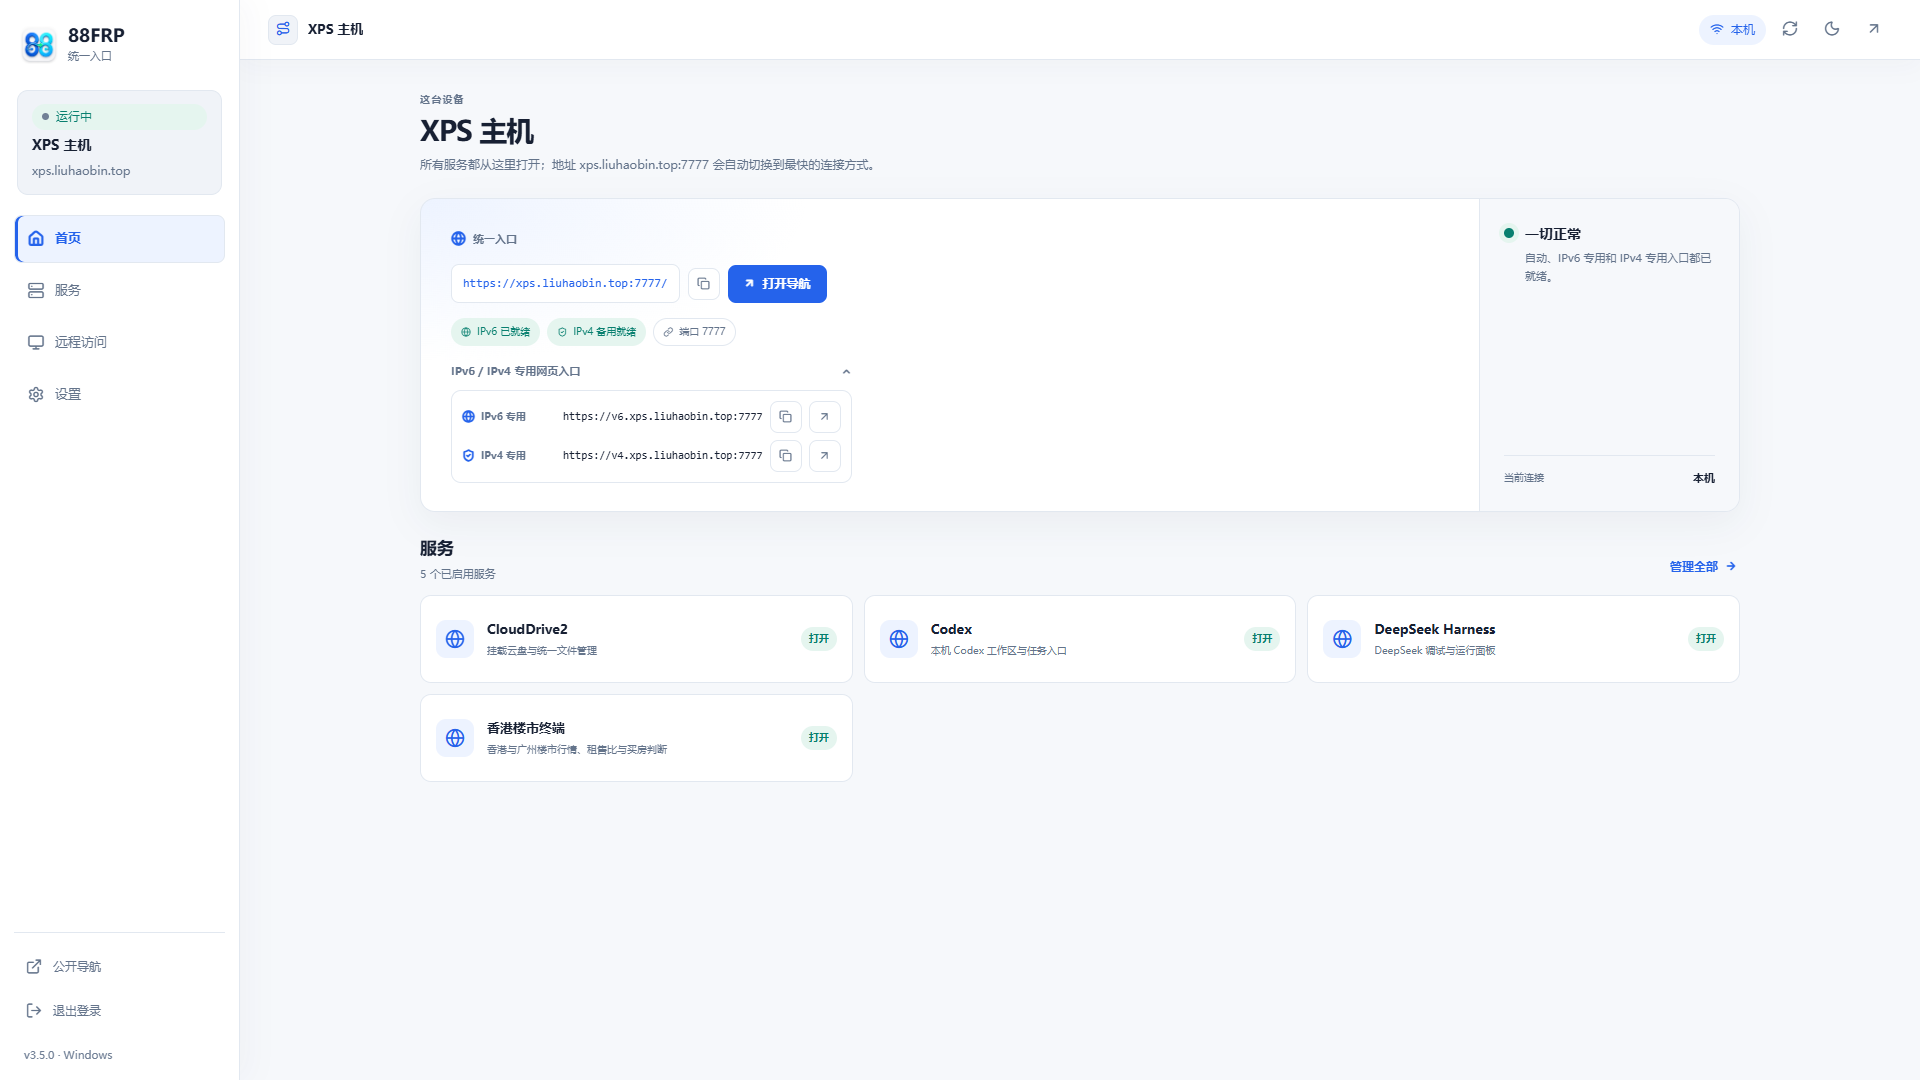 88FRP
统一入口
运行中
XPS 主机
xps.liuhaobin.top
首页
服务
远程访问
设置
公开导航
退出登录
v3.5.0 · Windows
XPS 主机
本机
这台设备
XPS 主机
所有服务都从这里打开；地址 xps.liuhaobin.top:7777 会自动切换到最快的连接方式。
统一入口
https://xps.liuhaobin.top:7777/
打开导航
IPv6 已就绪
IPv4 备用就绪
端口 7777
IPv6 / IPv4 专用网页入口
IPv6 专用 https://v6.xps.liuhaobin.top:7777
IPv4 专用 https://v4.xps.liuhaobin.top:7777
一切正常
自动、IPv6 专用和 IPv4 专用入口都已
就绪。
当前连接 本机
服务
5 个已启用服务
管理全部
CloudDrive2
挂载云盘与统一文件管理
打开
Codex
本机 Codex 工作区与任务入口
打开
DeepSeek Harness
DeepSeek 调试与运行面板
打开
香港楼市终端
香港与广州楼市行情、租售比与买房判断
打开